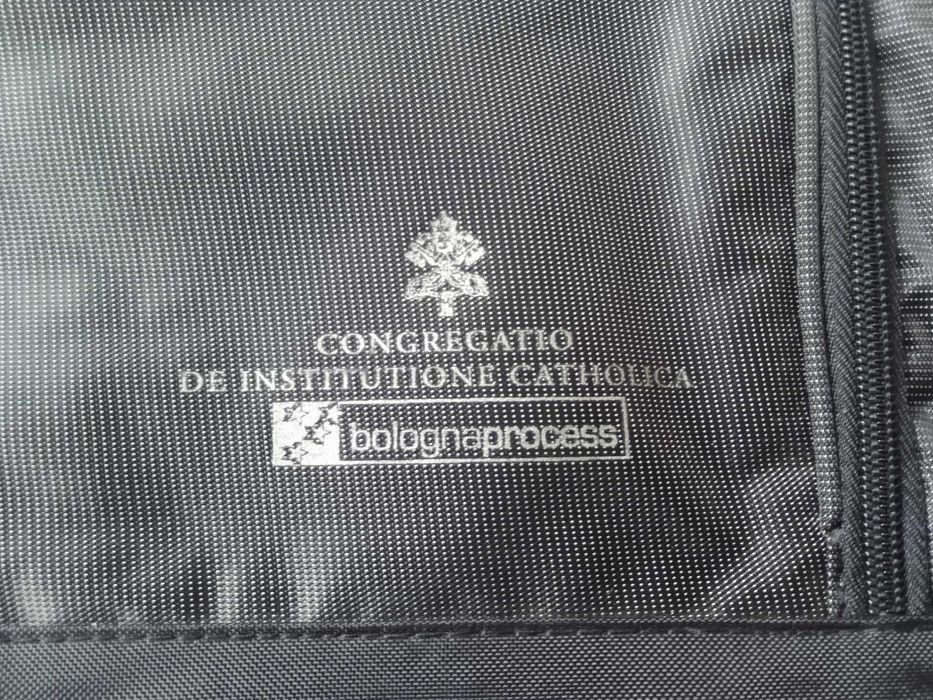 CONGREGATIO
DE INSTITUTIONE CATHOLICA
bolognaprocess